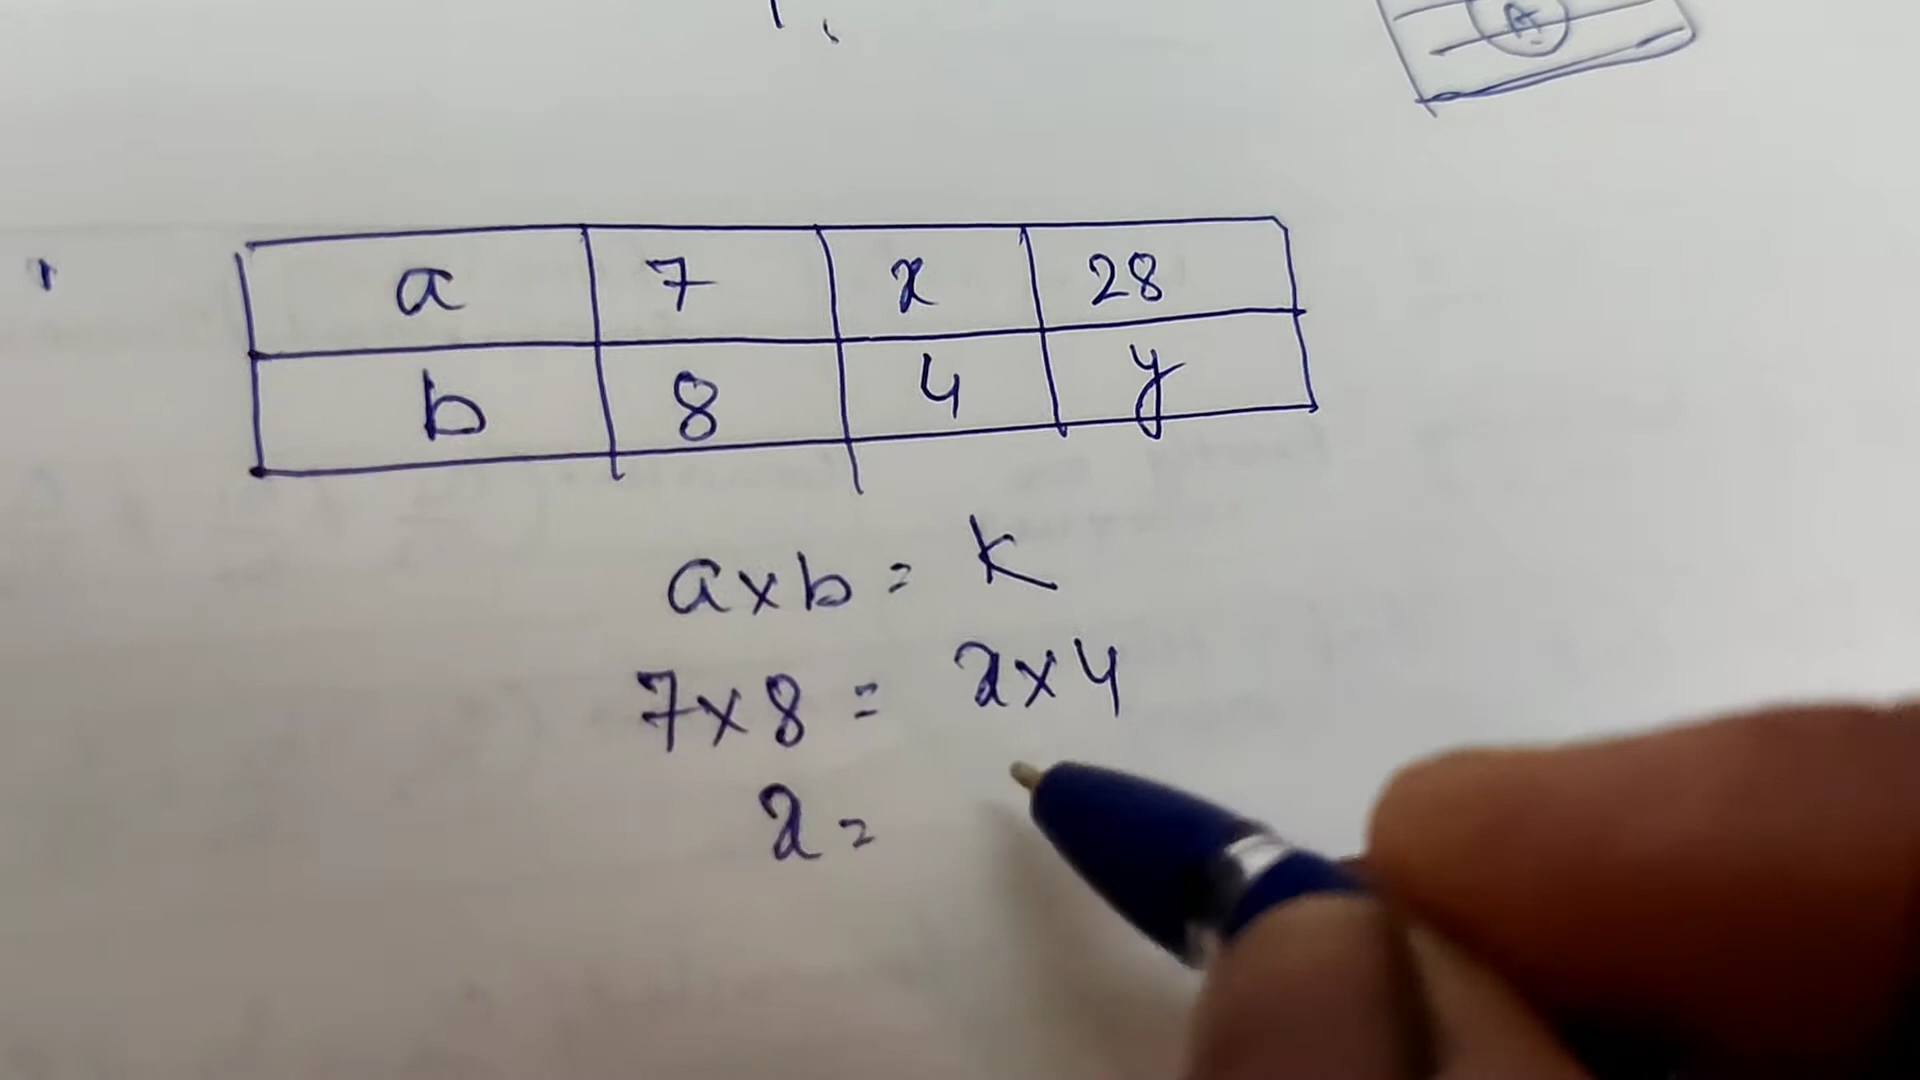 A
a 7 x 28
b 8 4 y
a×b = K
7×8 = x×4
x =